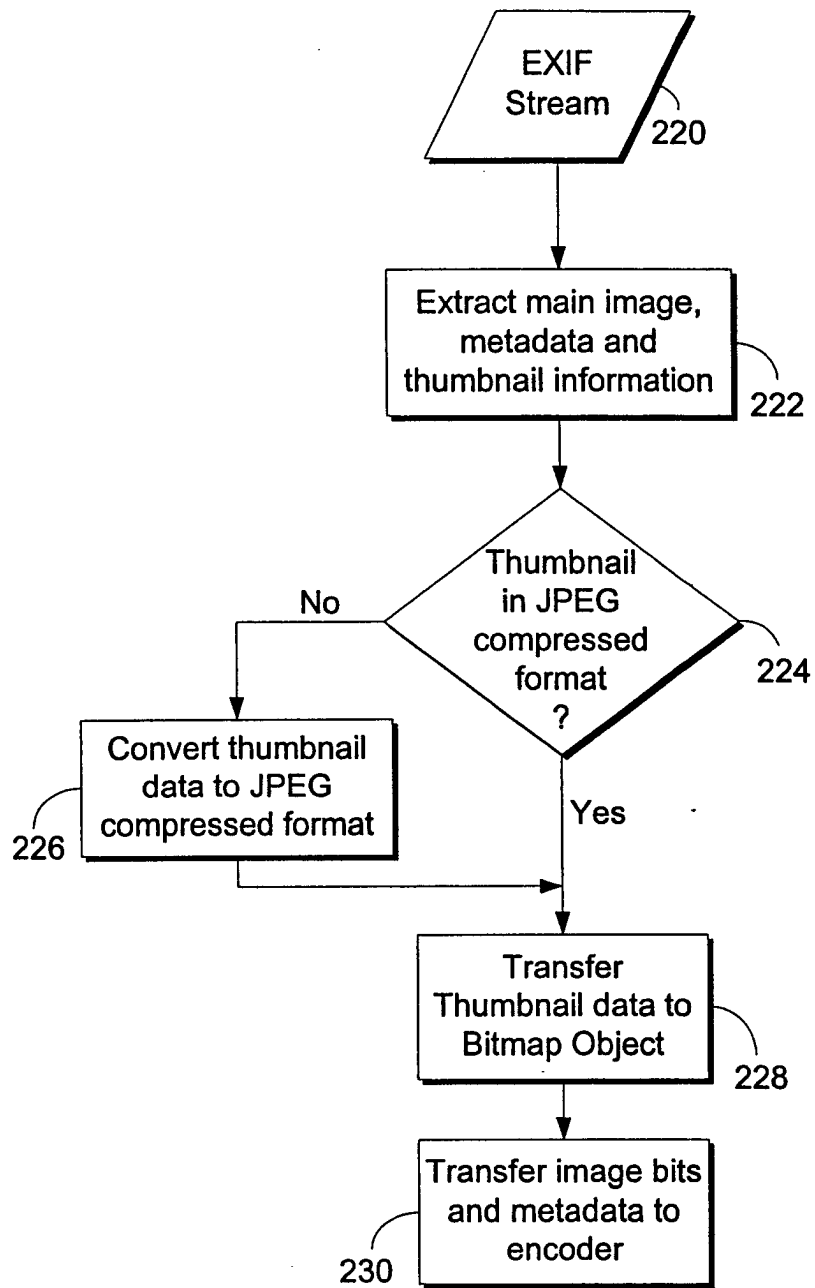 EXIF
Stream
220
Extract main image,
metadata and
thumbnail information
222
Thumbnail
in JPEG
compressed
format
?
224
No
Convert thumbnail
data to JPEG
compressed format
226
Yes
Transfer
Thumbnail data to
Bitmap Object
228
Transfer image bits
and metadata to
encoder
230